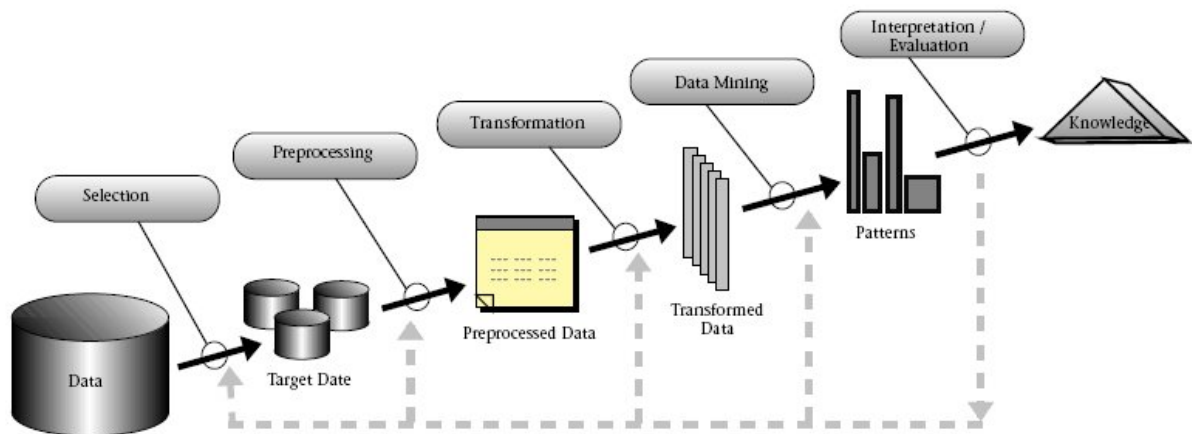 Interpretation /
Evaluation
Data Mining
Transformation
Preprocessing
Selection
Knowledge
Patterns
Transformed
Data
Preprocessed Data
Target Date
Data